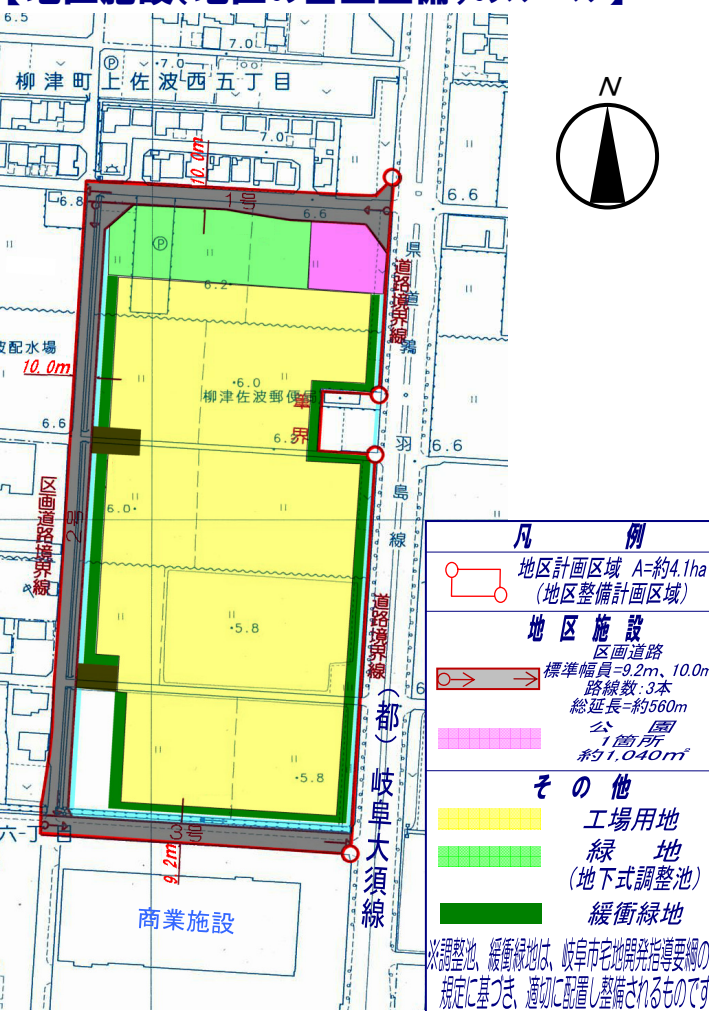 6.5
7.0
Ⓟ
7.0
柳津町上佐波西五丁目
N
7.0
10.0m
6.8
1号
6.6
6.6
Ⓟ
県道
道路境界線
6.2
配水場
10.0m
6.0
柳津佐波郵便
筆界
6.6
6.6
羽島線
区画道路境界線
2号
6.0
5.8
道路境界線
5.8
(都)岐阜大須線
六丁目
3号
9.2m
商業施設
凡例
地区計画区域 A=約4.1ha
(地区整備計画区域)
地区施設
区画道路
標準幅員=9.2m、10.0m
路線数:3本
総延長=約560m
公園
1箇所
約1,040㎡
その他
工場用地
緑地
(地下式調整池)
緩衝緑地
※調整池、緩衝緑地は、岐阜市宅地開発指導要綱の
規定に基づき、適切に配置し整備されるものです